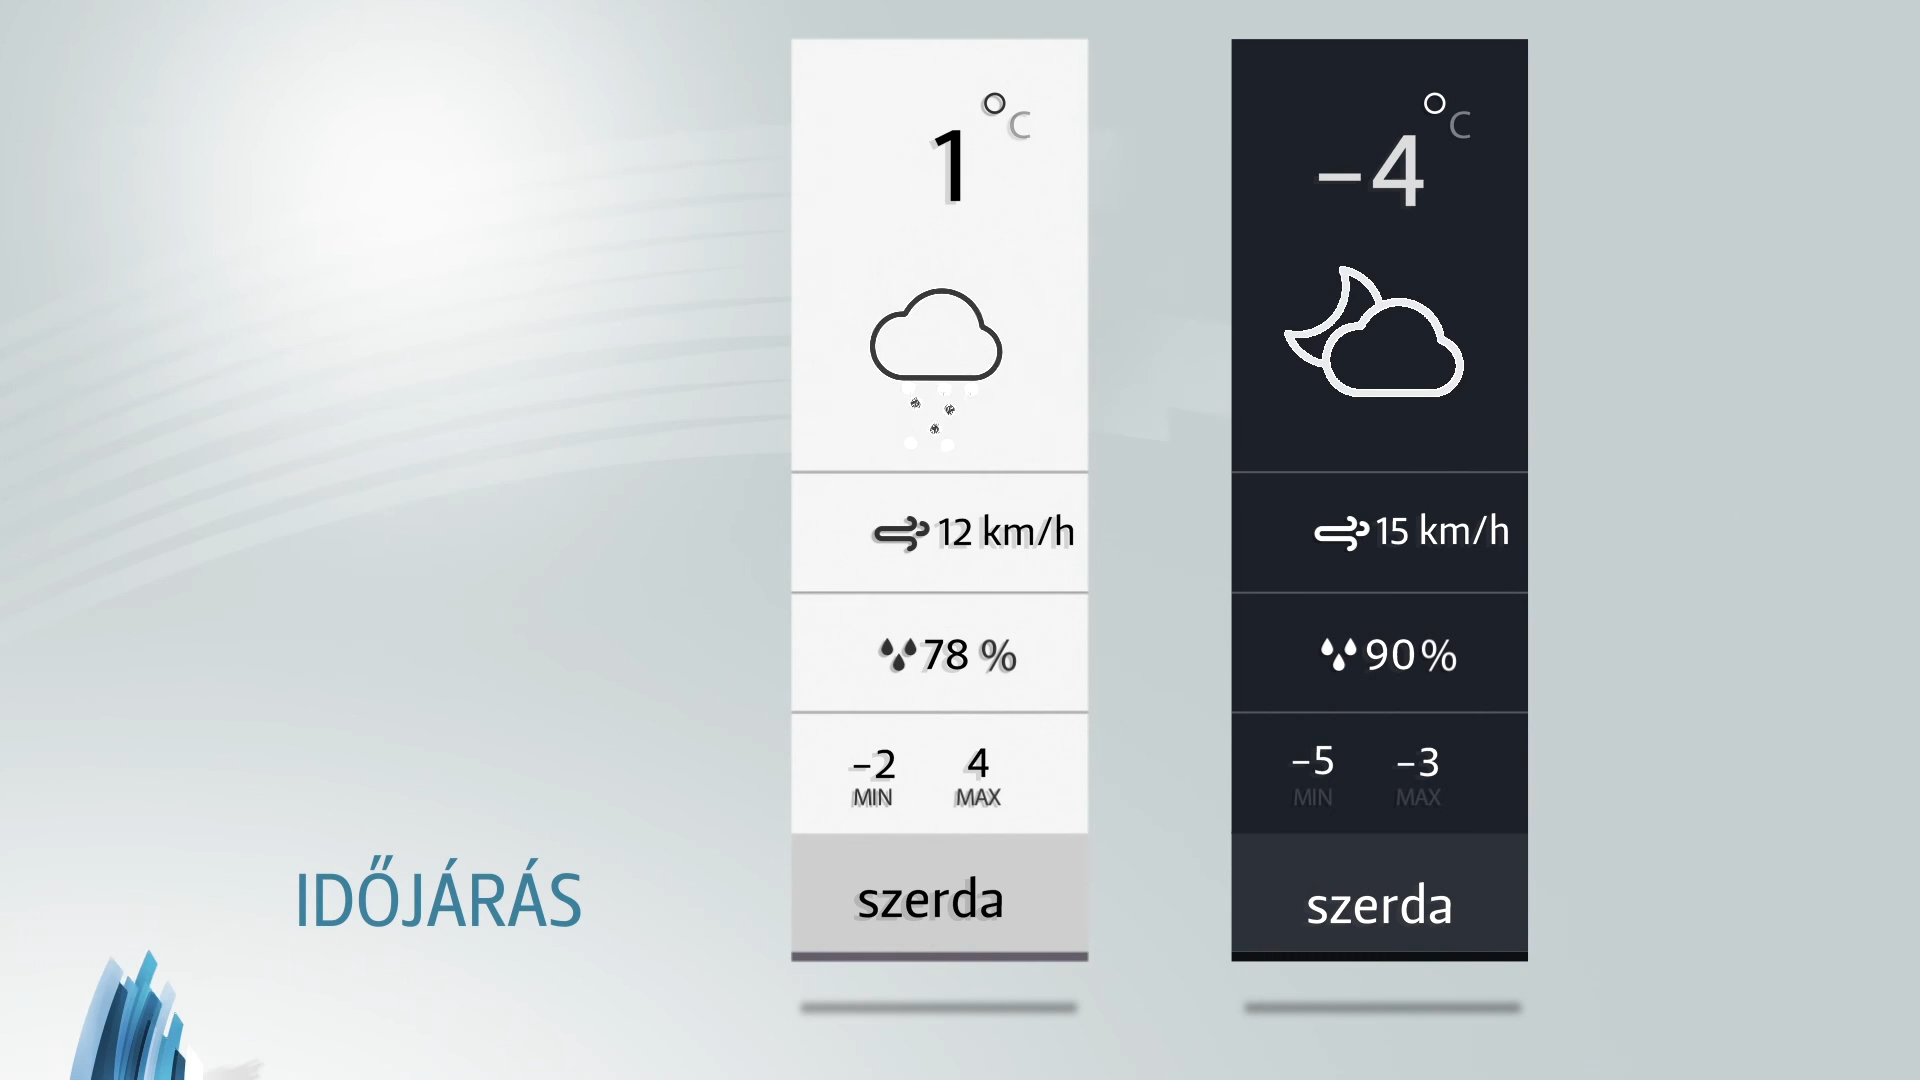 1 °C
12 km/h
78 %
–2 4
MIN MAX
szerda
–4 °C
15 km/h
90%
–5 –3
MIN MAX
szerda
IDŐJÁRÁS